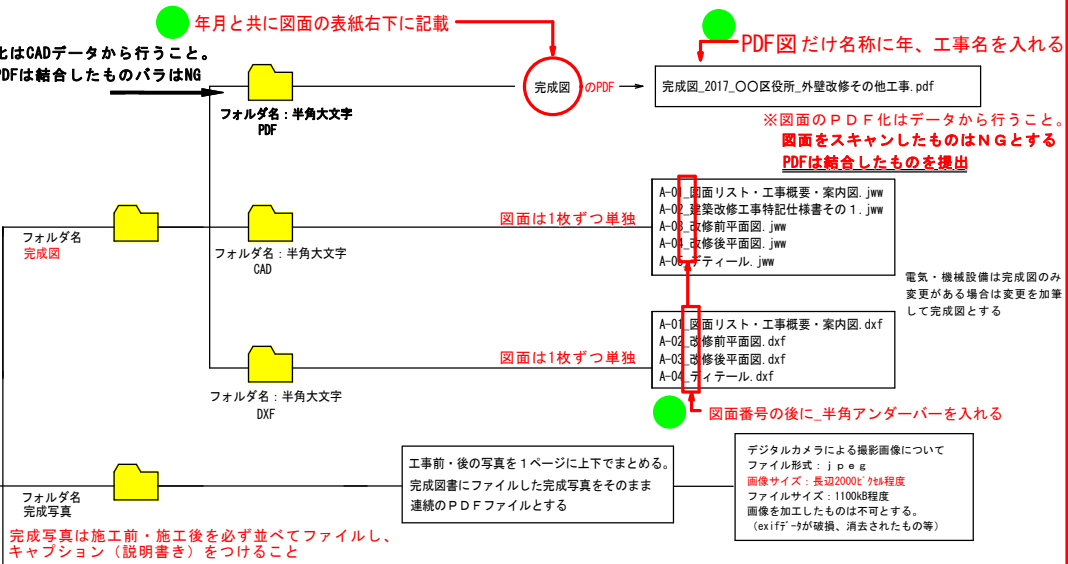 年月と共に図面の表紙右下に記載
PDF図だけ名称に年、工事名を入れる
化はCADデータから行うこと。
PDFは結合したものバラはNG
フォルダ名：半角大文字
PDF
完成図
のPDF
完成図_2017_〇〇区役所_外壁改修その他工事.pdf
※図面のＰＤＦ化はデータから行うこと。
図面をスキャンしたものはＮＧとする
PDFは結合したものを提出
フォルダ名
完成図
フォルダ名：半角大文字
CAD
図面は1枚ずつ単独
A-01_図面リスト・工事概要・案内図.jww
A-02_建築改修工事特記仕様書その１.jww
A-03_改修前平面図.jww
A-04_改修後平面図.jww
A-05_デティール.jww
電気・機械設備は完成図のみ
変更がある場合は変更を加筆
して完成図とする
フォルダ名：半角大文字
DXF
図面は1枚ずつ単独
A-01_図面リスト・工事概要・案内図.dxf
A-02_改修前平面図.dxf
A-03_改修後平面図.dxf
A-04_ディテール.dxf
図面番号の後に_半角アンダーバーを入れる
フォルダ名
完成写真
工事前・後の写真を１ページに上下でまとめる。
完成図書にファイルした完成写真をそのまま
連続のＰＤＦファイルとする
デジタルカメラによる撮影画像について
ファイル形式：ｊｐｅｇ
画像サイズ：長辺2000ﾋﾟｸｾﾙ程度
ファイルサイズ：1100kB程度
画像を加工したものは不可とする。
（exifﾃﾞｰﾀが破損、消去されたもの等）
完成写真は施工前・施工後を必ず並べてファイルし、
キャプション（説明書き）をつけること